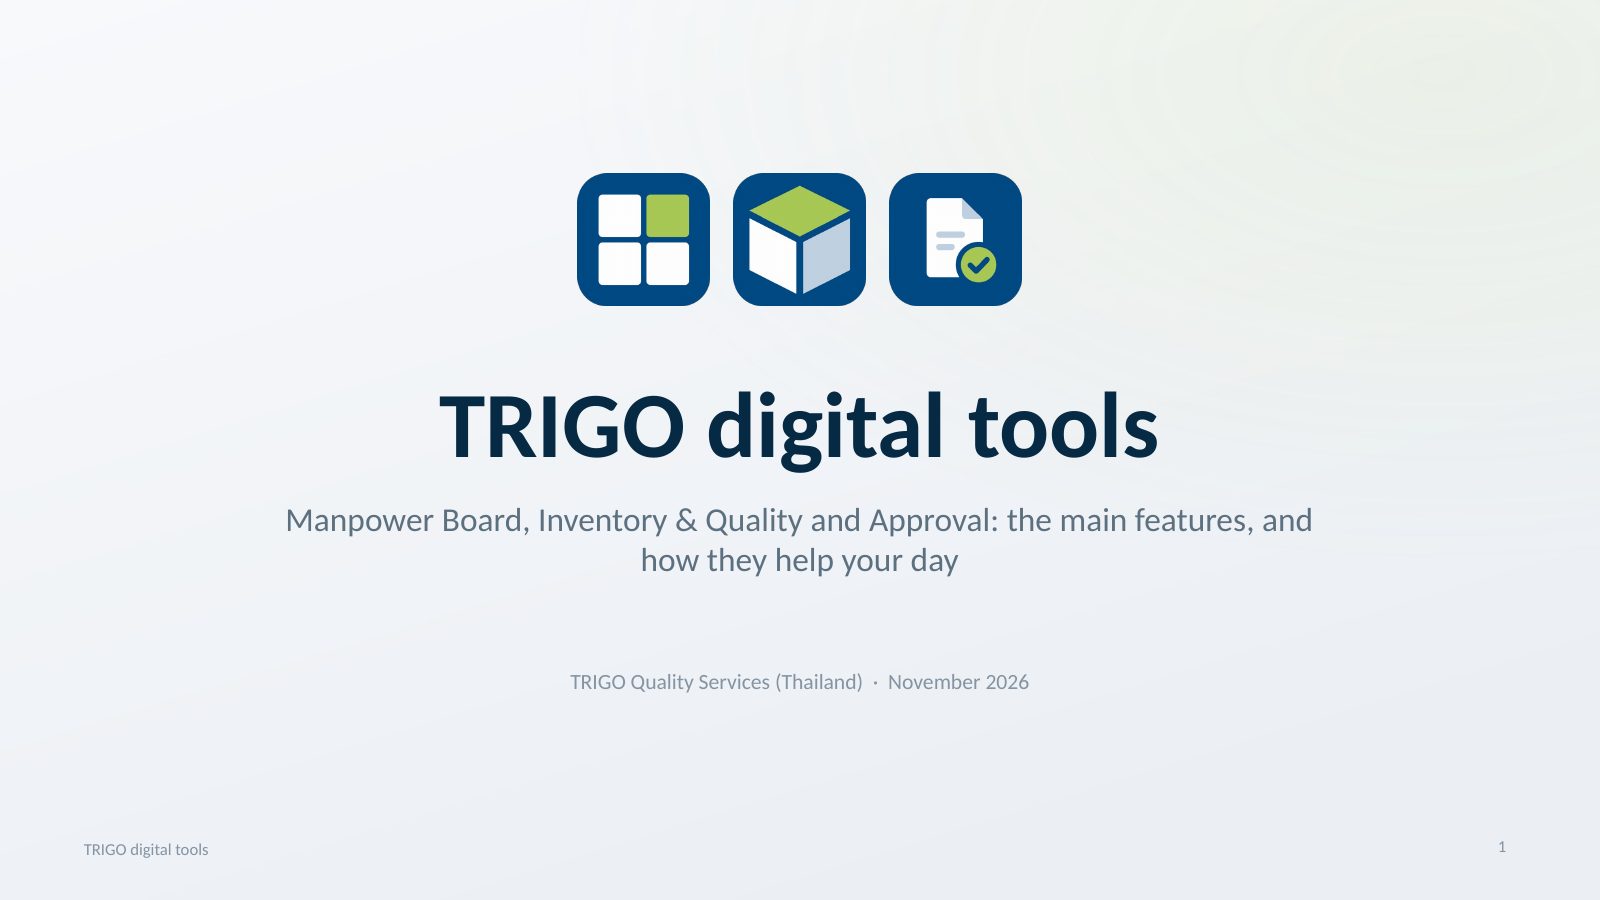 TRIGO digital tools
Manpower Board, Inventory & Quality and Approval: the main features, and
how they help your day
TRIGO Quality Services (Thailand) · November 2026
TRIGO digital tools
1